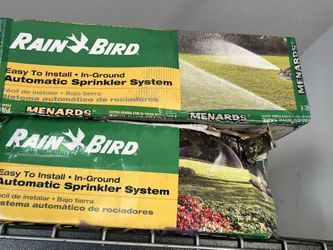 RAIN BIRD
Easy To Install • In-Ground
Automatic Sprinkler System
Fácil de instalar • Bajo tierra
Sistema automático de rociadores
MENARDS
MENARDS
RAIN BIRD
Easy To Install • In-Ground
Automatic Sprinkler System
Fácil de instalar • Bajo tierra
Sistema automático de rociadores
MENARDS